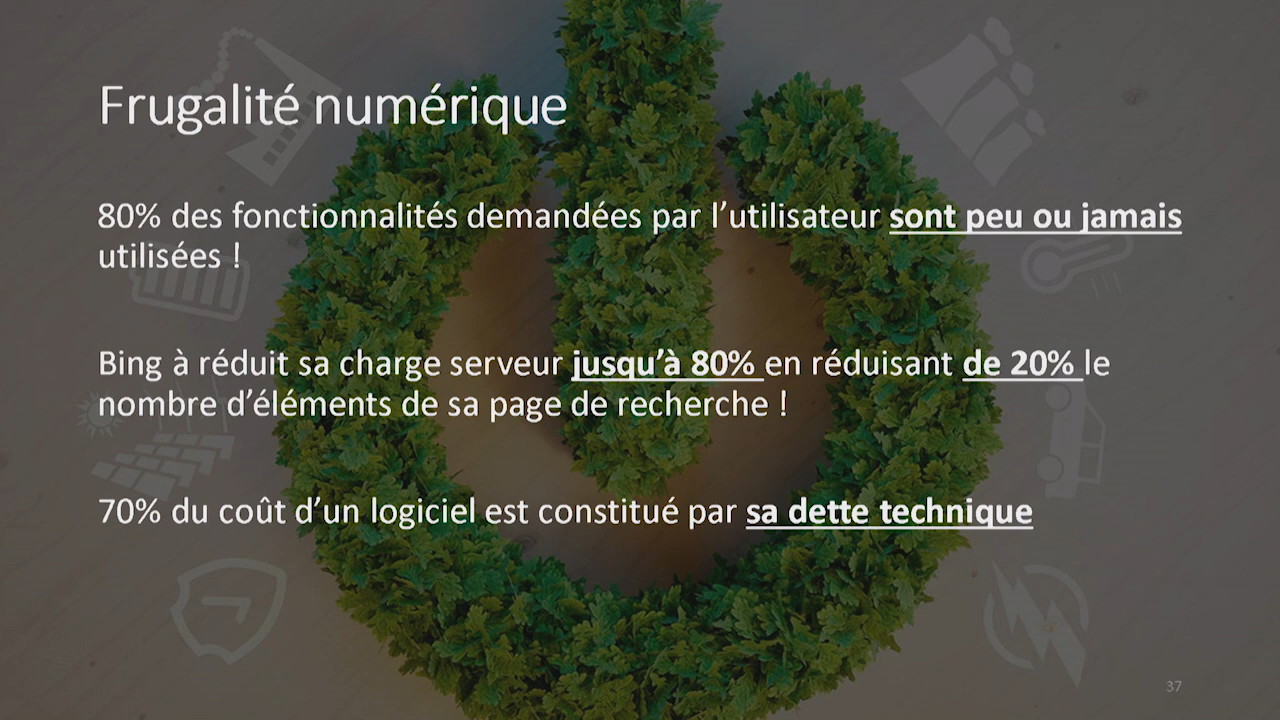 Frugalité numérique
80% des fonctionnalités demandées par l’utilisateur sont peu ou jamais
utilisées !
Bing à réduit sa charge serveur jusqu’à 80% en réduisant de 20% le
nombre d’éléments de sa page de recherche !
70% du coût d’un logiciel est constitué par sa dette technique
37